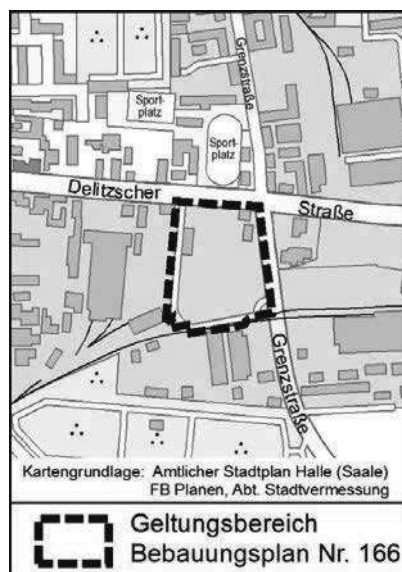 Grenzstraße
Sport-
platz
Sport-
platz
Delitzscher
Straße
Grenzstraße
Kartengrundlage: Amtlicher Stadtplan Halle (Saale)
FB Planen, Abt. Stadtvermessung
Geltungsbereich
Bebauungsplan Nr. 166